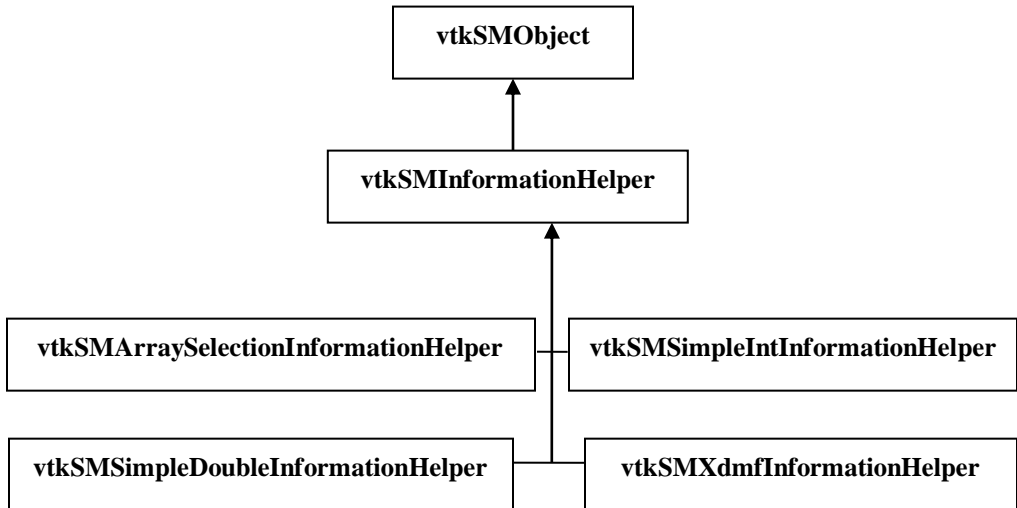 vtkSMObject
vtkSMInformationHelper
vtkSMArraySelectionInformationHelper
vtkSMSimpleIntInformationHelper
vtkSMSimpleDoubleInformationHelper
vtkSMXdmfInformationHelper